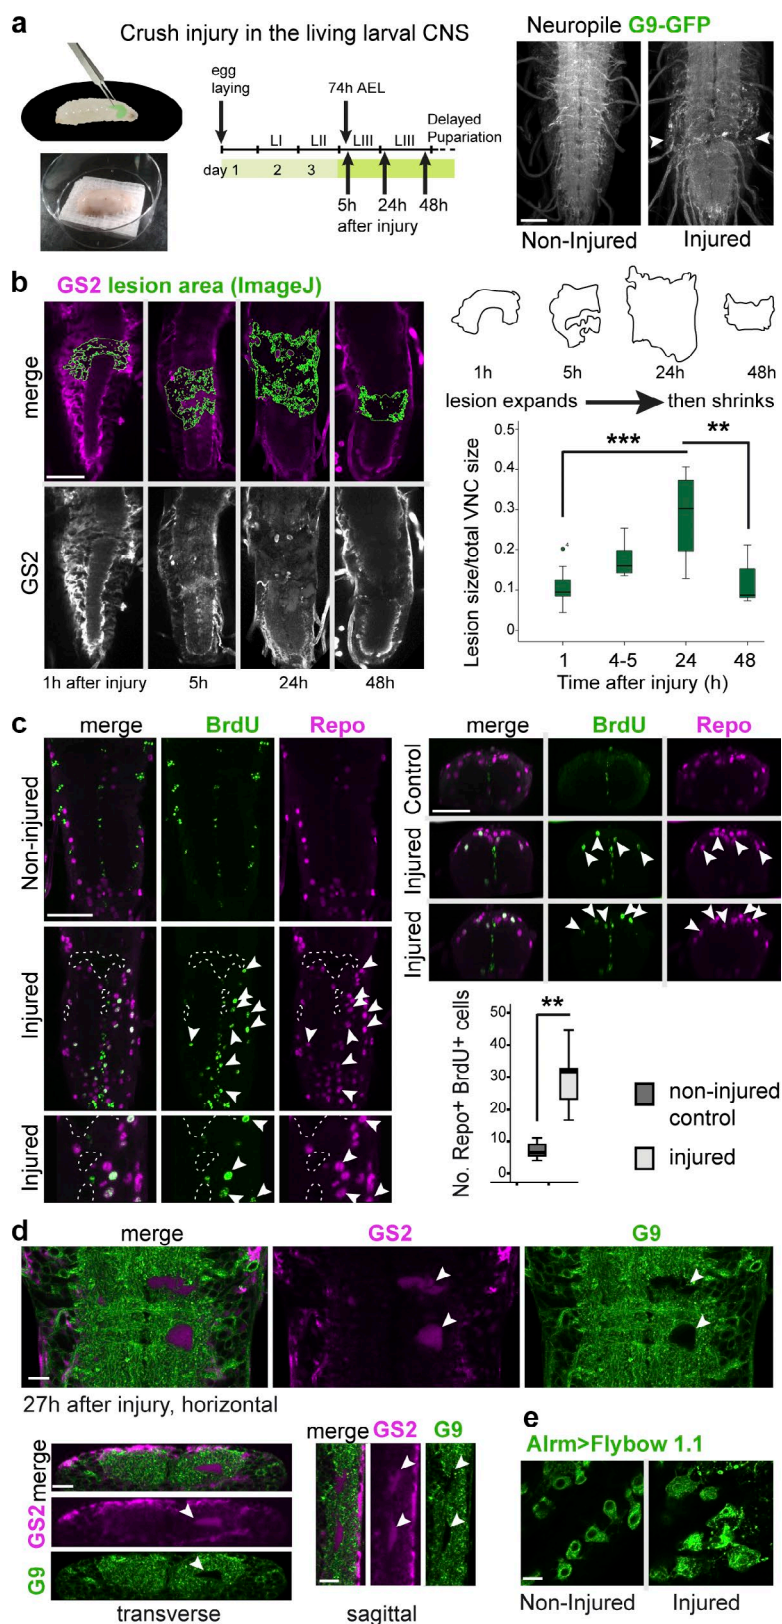 a
Crush injury in the living larval CNS
egg
laying
74h AEL
Delayed
Pupariation
LI LII LIII LIII
day 1 2 3
5h 24h 48h
after injury
Neuropile G9-GFP
Non-Injured Injured
b
GS2 lesion area (ImageJ)
merge
GS2
1h after injury 5h 24h 48h
1h 5h 24h 48h
lesion expands then shrinks
*** **
Lesion size/total VNC size
0.5
0.4
0.3
0.2
0.1
0
4
1 4-5 24 48
Time after injury (h)
c
merge BrdU Repo
Non-injured
Injured
Injured
merge BrdU Repo
Control
Injured
Injured
**
No. Repo+ BrdU+ cells
50
40
30
20
10
0
non-injured
control
injured
d
merge GS2 G9
27h after injury, horizontal
merge
GS2
G9
transverse
merge GS2 G9
sagittal
e
Alrm>Flybow 1.1
Non-Injured Injured